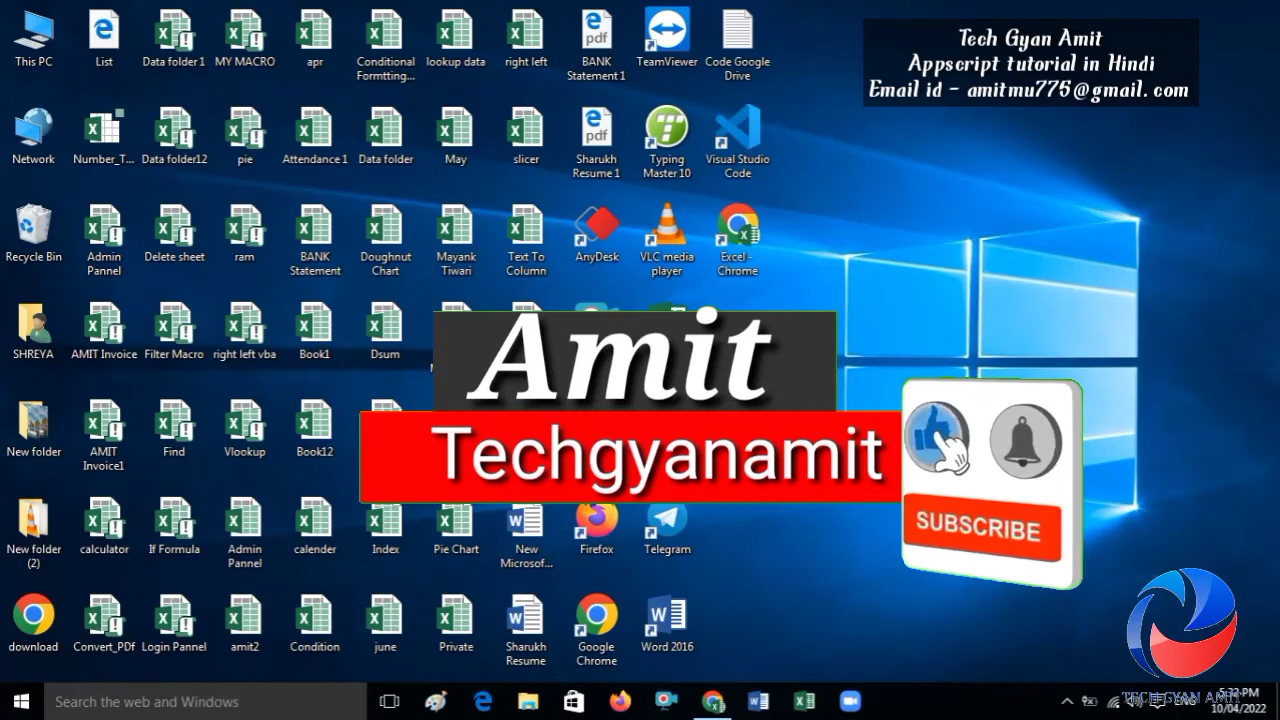 This PC
List
Data folder1
MY MACRO
apr
Conditional
Formtting...
lookup data
right left
BANK
Statement 1
TeamViewer
Code Google
Drive
Tech Gyan Amit
Appscript tutorial in Hindi
Email id - amitmu775@gmail.com
Network
Number_T...
Data folder12
pie
Attendance 1
Data folder
May
slicer
Sharukh
Resume 1
Typing
Master 10
Visual Studio
Code
Recycle Bin
Admin
Pannel
Delete sheet
ram
BANK
Statement
Doughnut
Chart
Mayank
Tiwari
Text To
Column
AnyDesk
VLC media
player
Excel -
Chrome
SHREYA
AMIT Invoice
Filter Macro
right left vba
Book1
Dsum
Amit
New folder
AMIT
Invoice1
Find
Vlookup
Book12
Techgyanamit
SUBSCRIBE
New folder
(2)
calculator
If Formula
Admin
Pannel
calender
Index
Pie Chart
New
Microsof...
Firefox
Telegram
download
Convert_PDf
Login Pannel
amit2
Condition
june
Private
Sharukh
Resume
Google
Chrome
Word 2016
Search the web and Windows
TECH GYAN AMIT
ENG
5:32 PM
10/04/2022